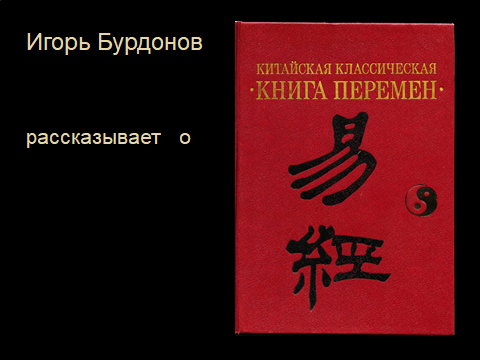 Игорь Бурдонов
рассказывает о
КИТАЙСКАЯ КЛАССИЧЕСКАЯ
·КНИГА ПЕРЕМЕН·
易
經